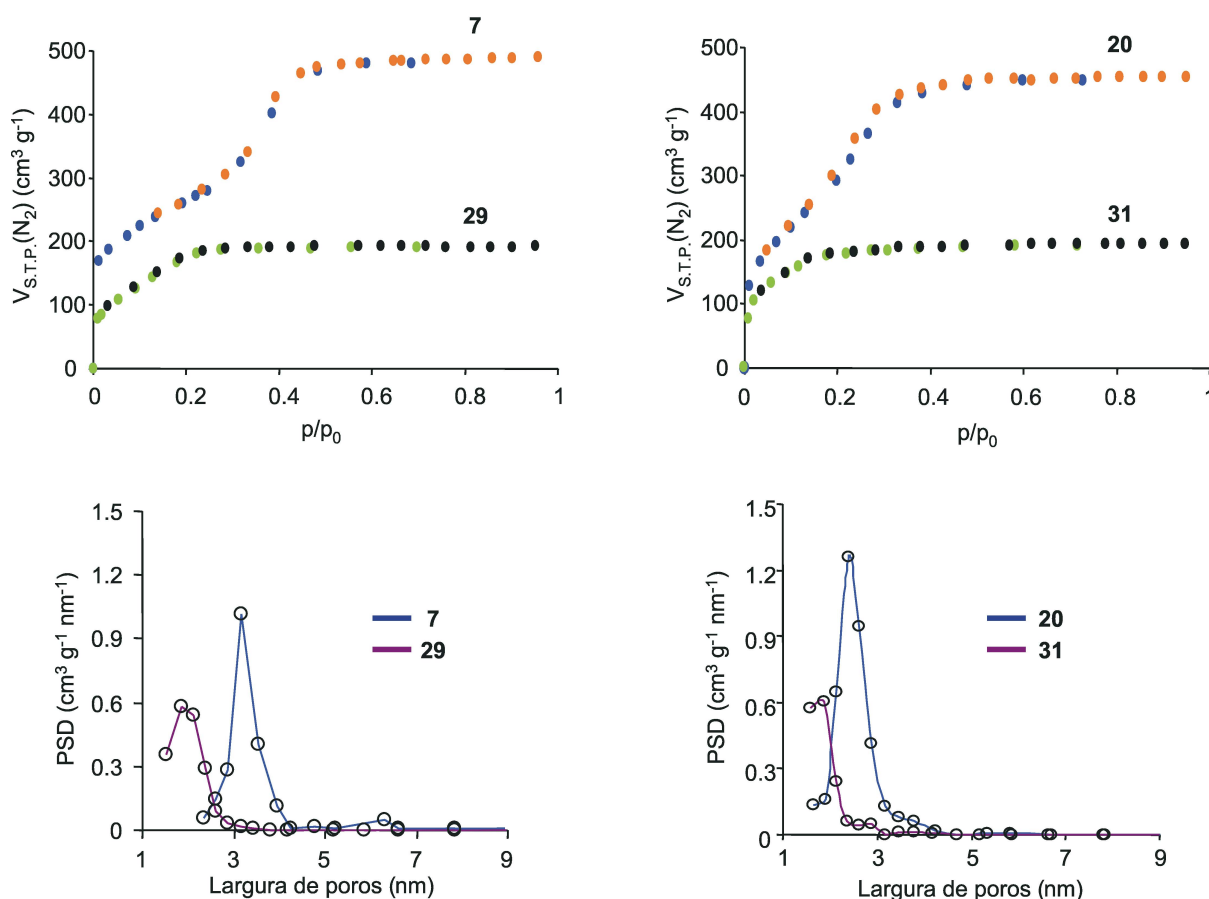 7
500
400
300
200
100
0
V_S.T.P.(N₂) (cm³ g⁻¹)
29
0 0.2 0.4 0.6 0.8 1
p/p₀
20
500
400
300
200
100
0
V_S.T.P.(N₂) (cm³ g⁻¹)
31
0 0.2 0.4 0.6 0.8 1
p/p₀
1.5
1.2
0.9
0.6
0.3
0
PSD (cm³ g⁻¹ nm⁻¹)
7
29
1 3 5 7 9
Largura de poros (nm)
1.5
1.2
0.9
0.6
0.3
0
PSD (cm³ g⁻¹ nm⁻¹)
20
31
1 3 5 7 9
Largura de poros (nm)